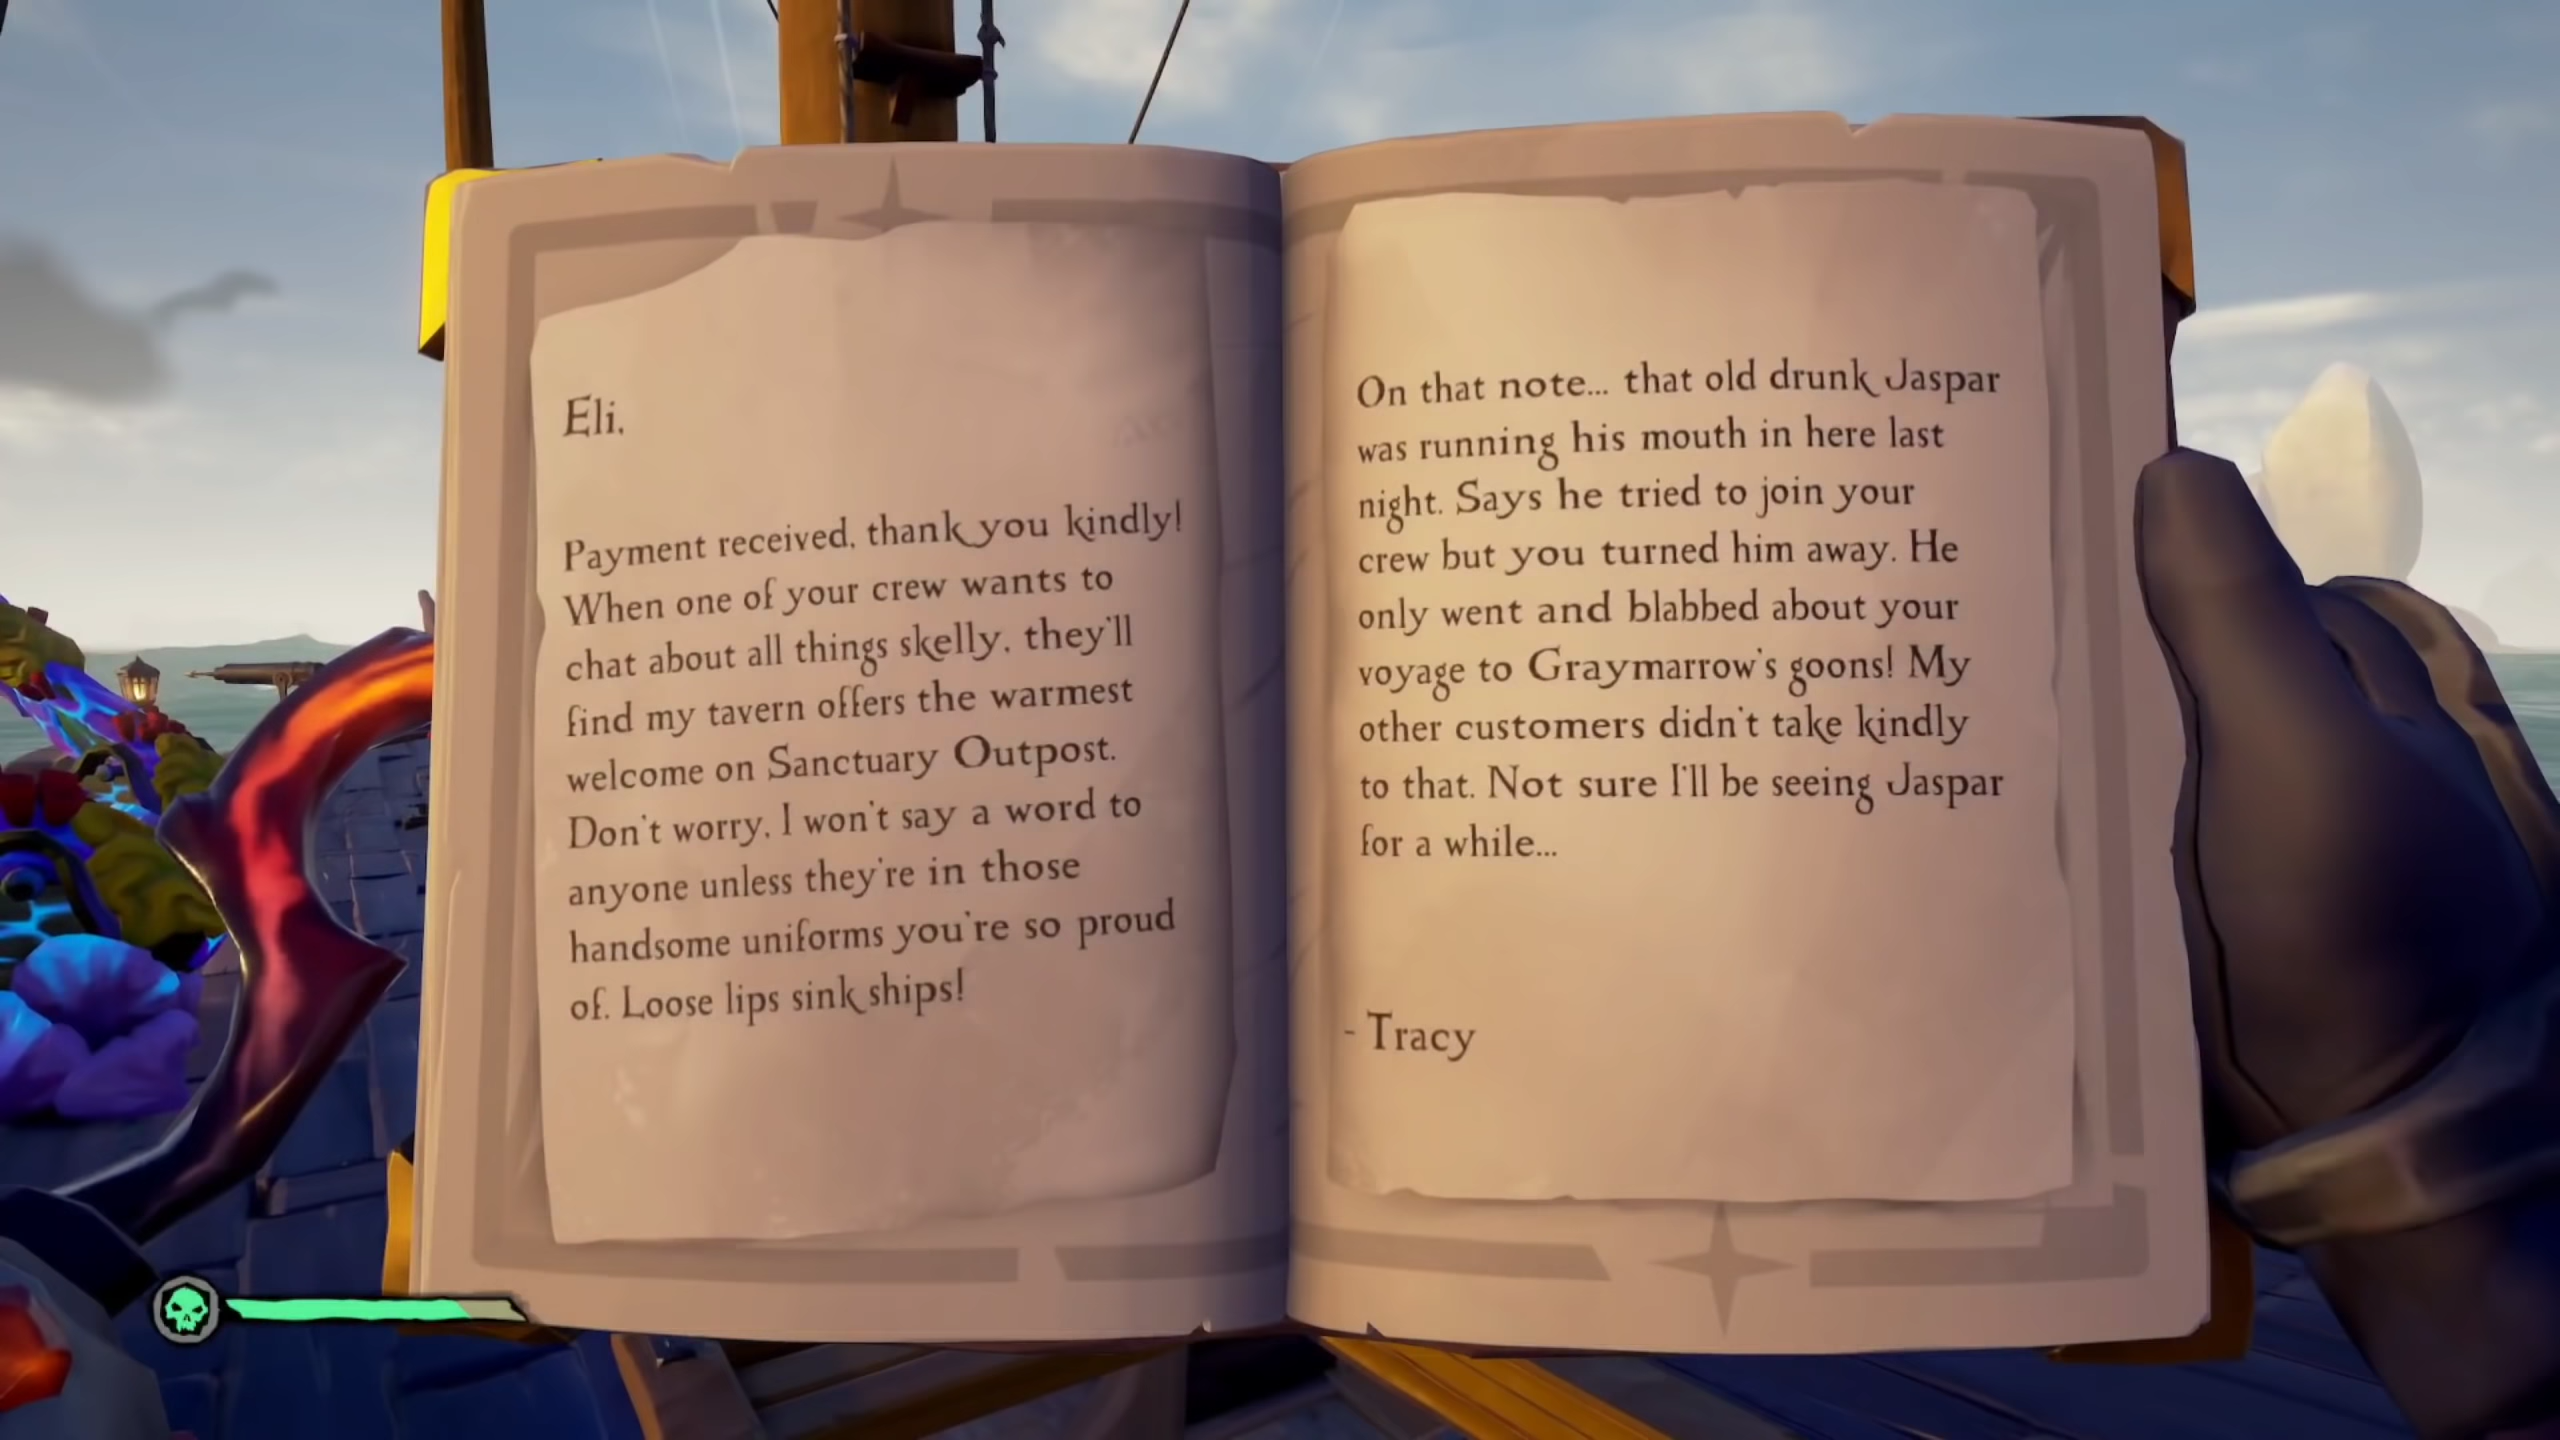 Eli,
Payment received, thank you kindly!
When one of your crew wants to
chat about all things skelly, they'll
find my tavern offers the warmest
welcome on Sanctuary Outpost.
Don't worry, I won't say a word to
anyone unless they're in those
handsome uniforms you're so proud
of. Loose lips sink ships!
On that note... that old drunk Jaspar
was running his mouth in here last
night. Says he tried to join your
crew but you turned him away. He
only went and blabbed about your
voyage to Graymarrow's goons! My
other customers didn't take kindly
to that. Not sure I'll be seeing Jaspar
for a while...
- Tracy